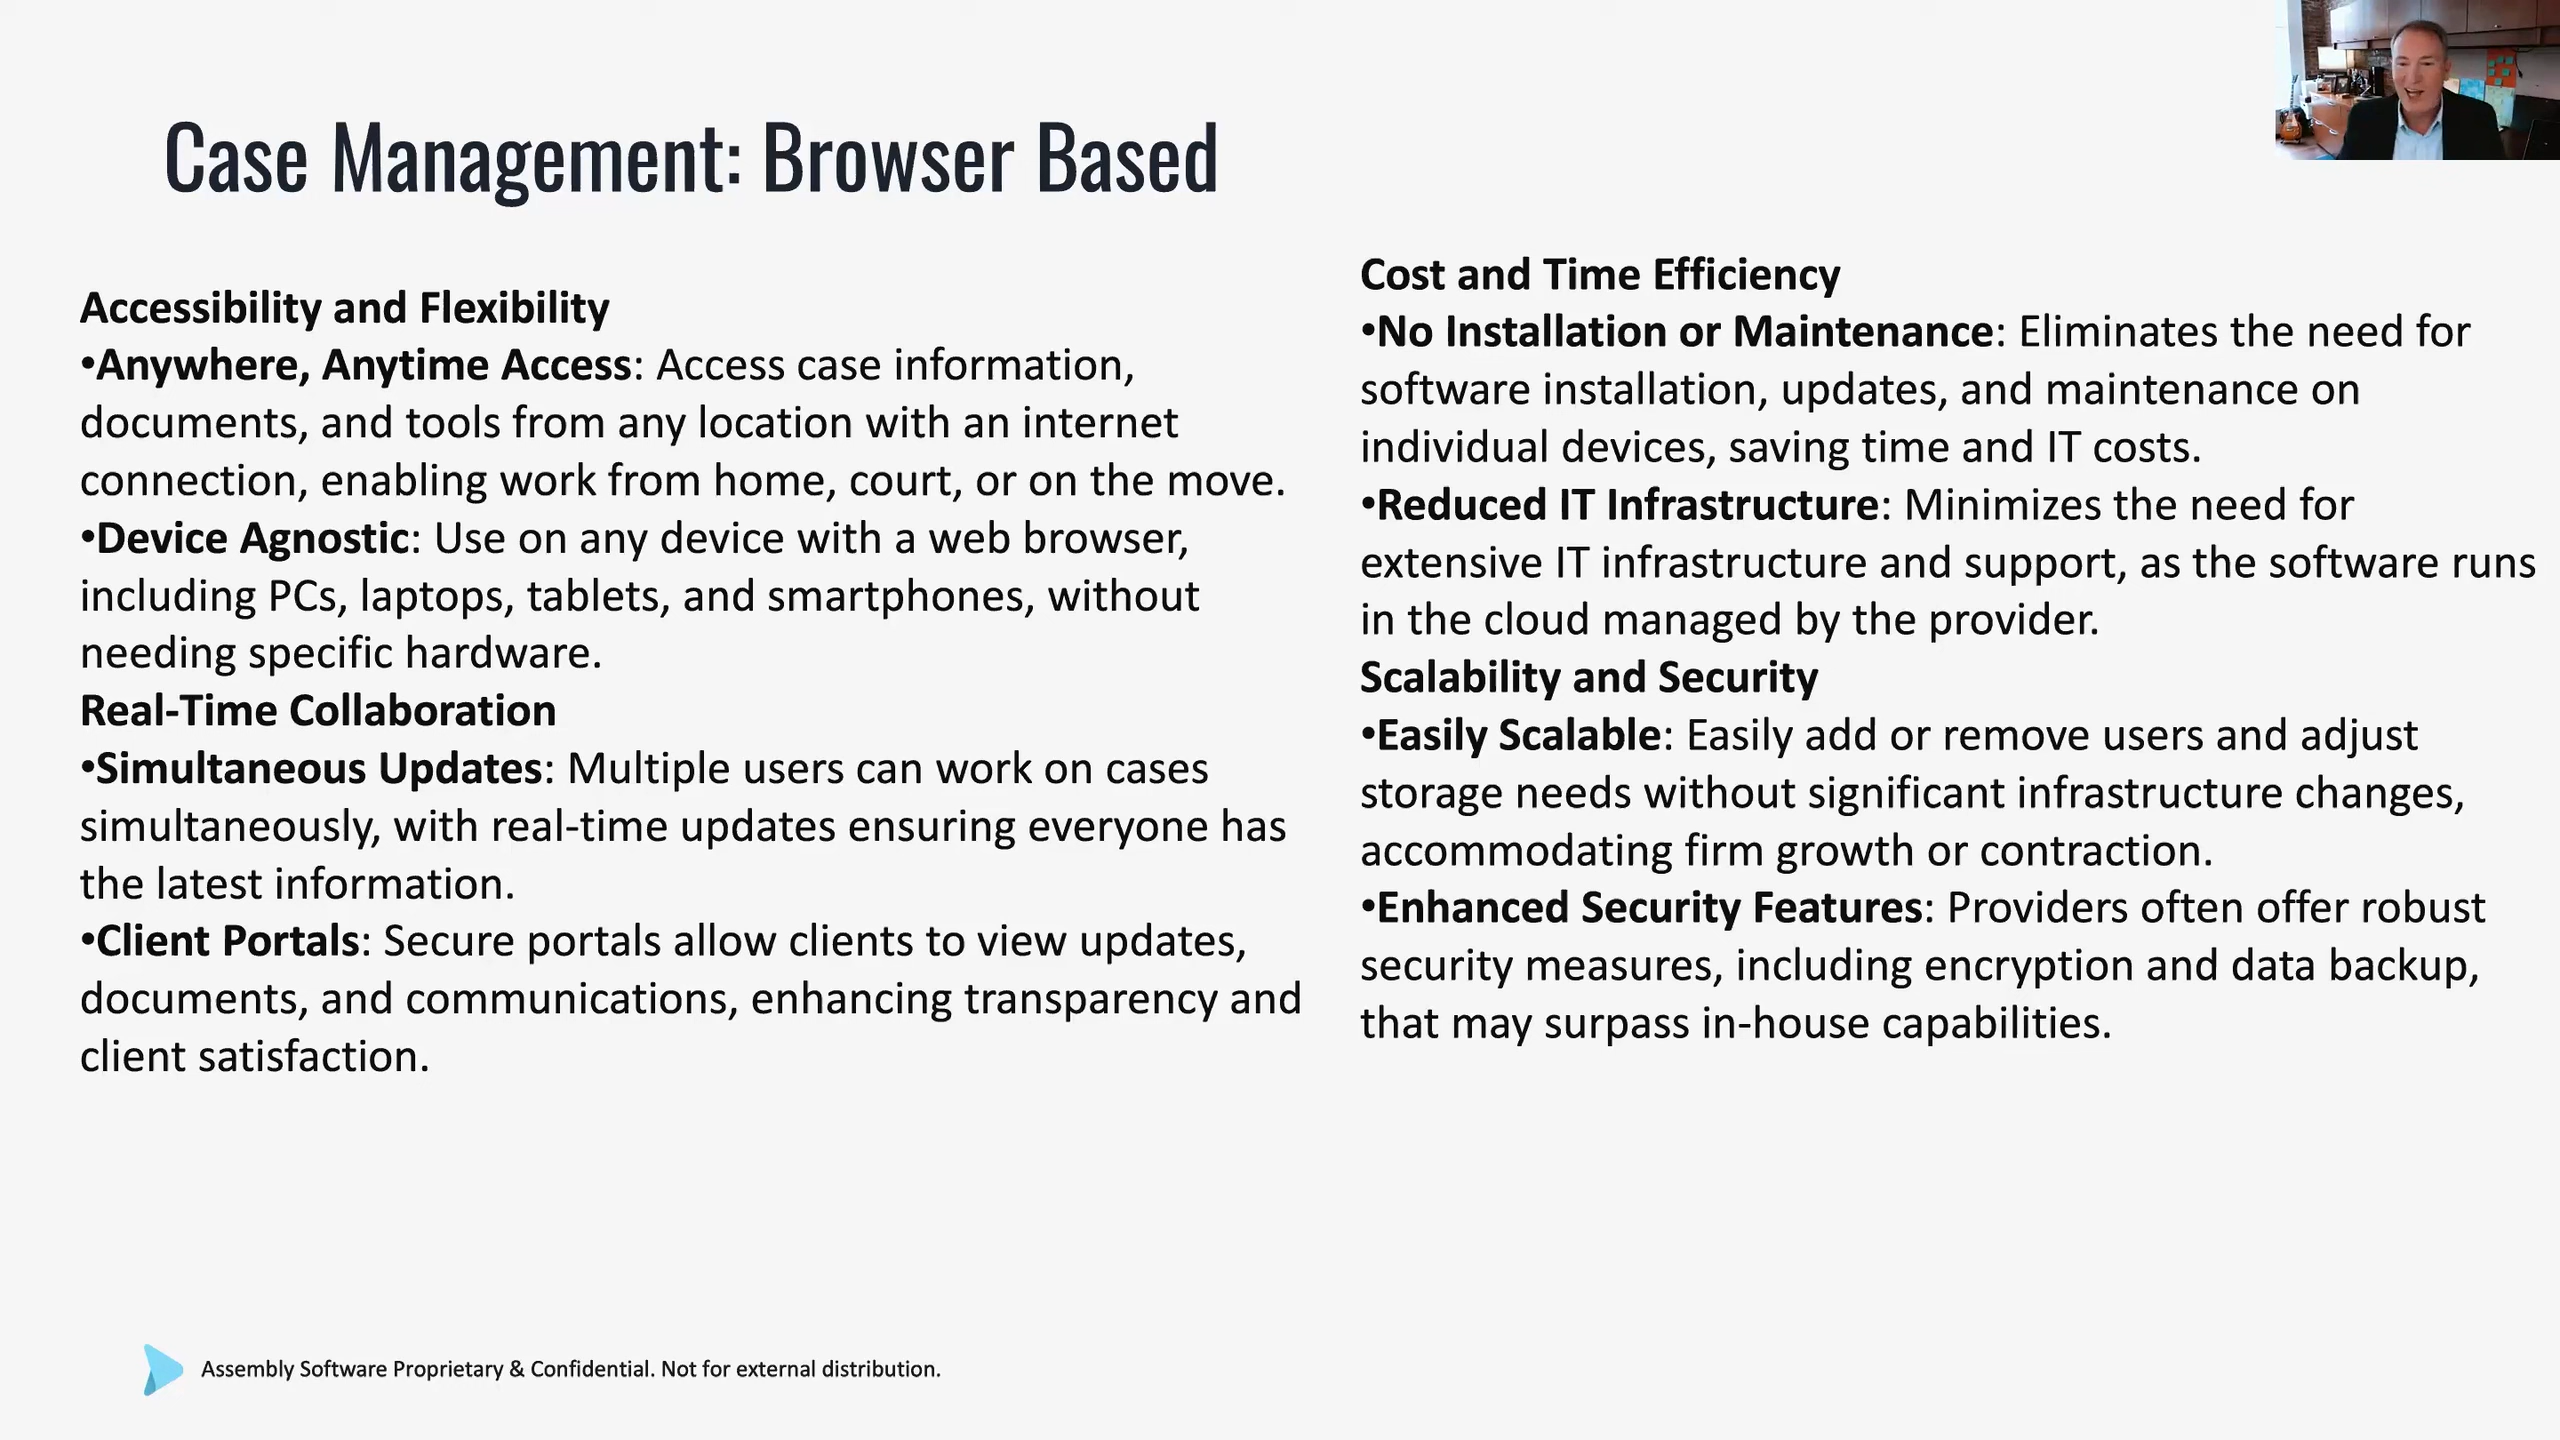 Case Management: Browser Based
Accessibility and Flexibility
•Anywhere, Anytime Access: Access case information,
documents, and tools from any location with an internet
connection, enabling work from home, court, or on the move.
•Device Agnostic: Use on any device with a web browser,
including PCs, laptops, tablets, and smartphones, without
needing specific hardware.
Real-Time Collaboration
•Simultaneous Updates: Multiple users can work on cases
simultaneously, with real-time updates ensuring everyone has
the latest information.
•Client Portals: Secure portals allow clients to view updates,
documents, and communications, enhancing transparency and
client satisfaction.
Cost and Time Efficiency
•No Installation or Maintenance: Eliminates the need for
software installation, updates, and maintenance on
individual devices, saving time and IT costs.
•Reduced IT Infrastructure: Minimizes the need for
extensive IT infrastructure and support, as the software runs
in the cloud managed by the provider.
Scalability and Security
•Easily Scalable: Easily add or remove users and adjust
storage needs without significant infrastructure changes,
accommodating firm growth or contraction.
•Enhanced Security Features: Providers often offer robust
security measures, including encryption and data backup,
that may surpass in-house capabilities.
Assembly Software Proprietary & Confidential. Not for external distribution.